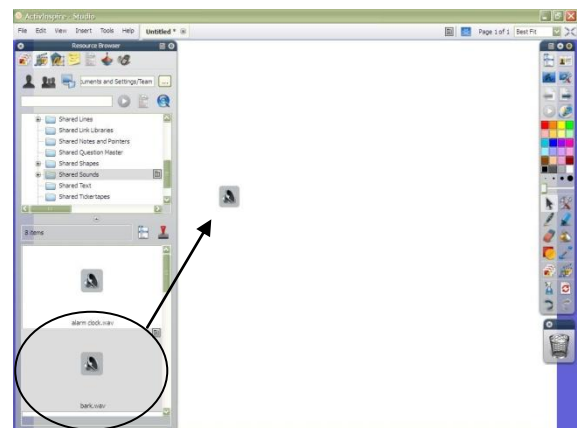 ActivInspire - Studio
File Edit View Insert Tools Help Untitled *
Page 1 of 1 Best Fit
Resource Browser
uments and Settings/Team ...
Shared Lines
Shared Link Libraries
Shared Notes and Pointers
Shared Question Master
Shared Shapes
Shared Sounds
Shared Text
Shared Tickertapes
items
alarm clock.wav
bark.wav